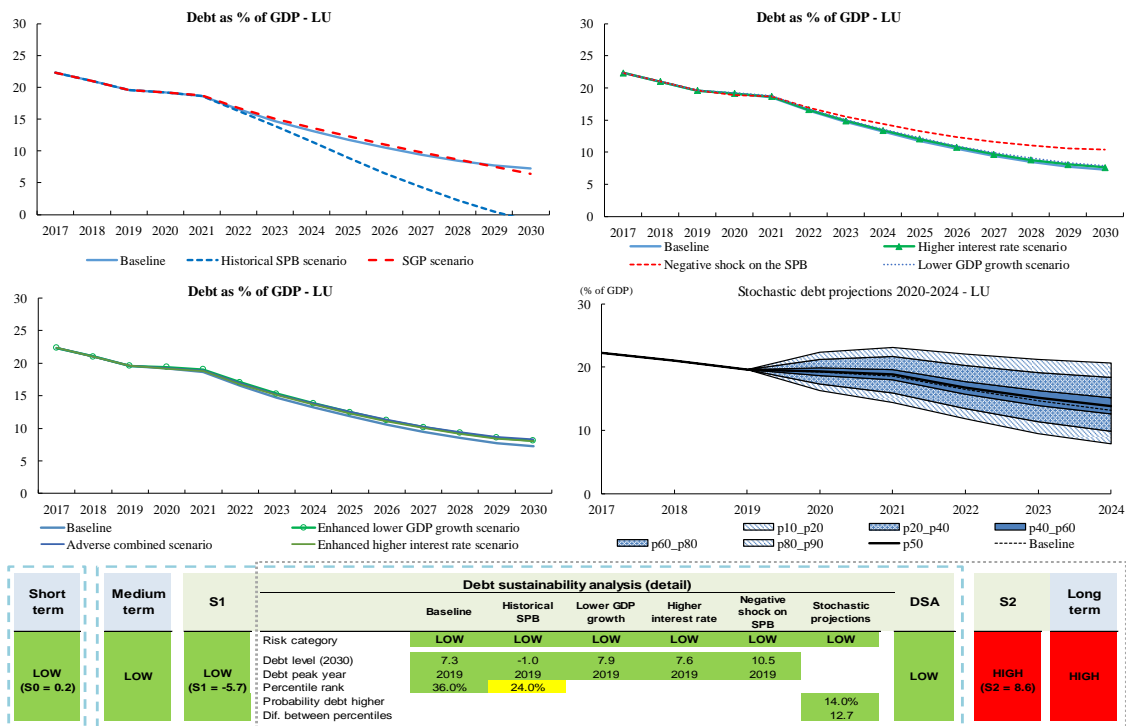 Debt as % of GDP - LU
30
25
20
15
10
5
0
2017 2018 2019 2020 2021 2022 2023 2024 2025 2026 2027 2028 2029 2030
Baseline Historical SPB scenario SGP scenario
Debt as % of GDP - LU
30
25
20
15
10
5
0
2017 2018 2019 2020 2021 2022 2023 2024 2025 2026 2027 2028 2029 2030
Baseline Higher interest rate scenario
Negative shock on the SPB Lower GDP growth scenario
Debt as % of GDP - LU
30
25
20
15
10
5
0
2017 2018 2019 2020 2021 2022 2023 2024 2025 2026 2027 2028 2029 2030
Baseline Enhanced lower GDP growth scenario
Adverse combined scenario Enhanced higher interest rate scenario
(% of GDP) Stochastic debt projections 2020-2024 - LU
30
20
10
0
2017 2018 2019 2020 2021 2022 2023 2024
p10_p20 p20_p40 p40_p60
p60_p80 p80_p90 p50 Baseline
Short term
LOW
(S0 = 0.2)
Medium term
LOW
S1
LOW
(S1 = -5.7)
Debt sustainability analysis (detail)
Baseline Historical SPB Lower GDP growth Higher interest rate Negative shock on SPB Stochastic projections
Risk category LOW LOW LOW LOW LOW LOW
Debt level (2030) 7.3 -1.0 7.9 7.6 10.5
Debt peak year 2019 2019 2019 2019 2019
Percentile rank 36.0% 24.0%
Probability debt higher 14.0%
Dif. between percentiles 12.7
DSA
LOW
S2
HIGH
(S2 = 8.6)
Long term
HIGH